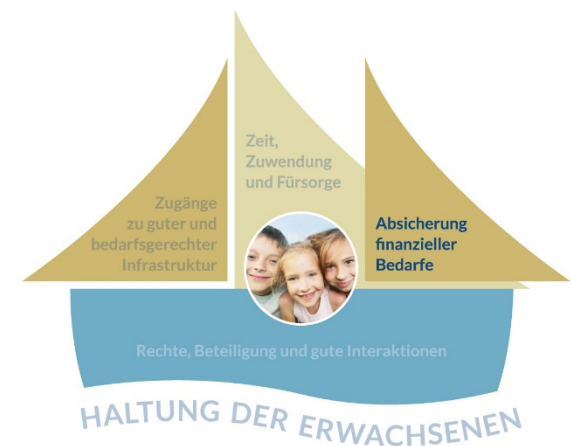 Zeit,
Zuwendung
und Fürsorge
Zugänge
zu guter und
bedarfsgerechter
Infrastruktur
Absicherung
finanzieller
Bedarfe
Rechte, Beteiligung und gute Interaktionen
HALTUNG DER ERWACHSENEN